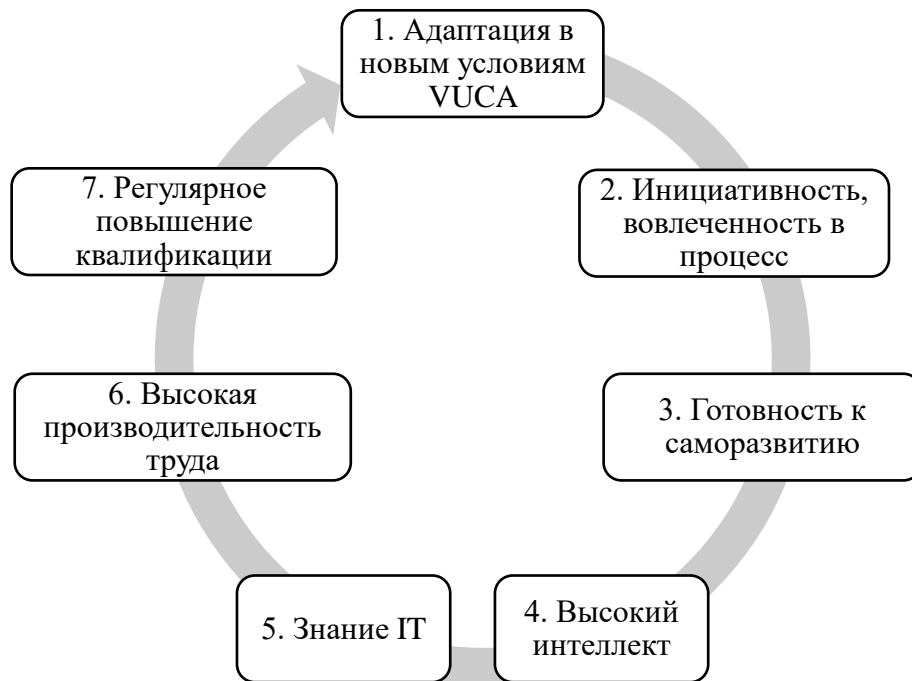 1. Адаптация в
новым условиям
VUCA
2. Инициативность,
вовлеченность в
процесс
3. Готовность к
саморазвитию
4. Высокий
интеллект
5. Знание IT
6. Высокая
производительность
труда
7. Регулярное
повышение
квалификации